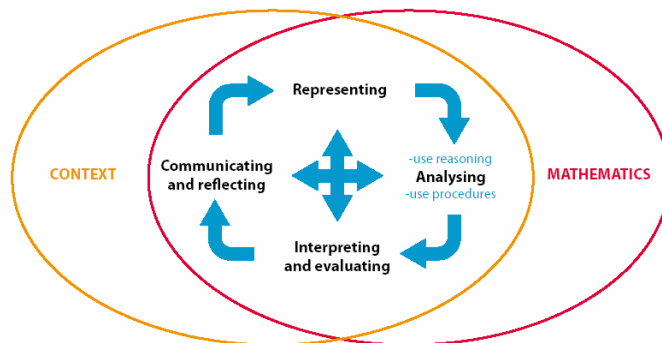 Representing
CONTEXT
Communicating
and reflecting
-use reasoning
Analysing
-use procedures
MATHEMATICS
Interpreting
and evaluating